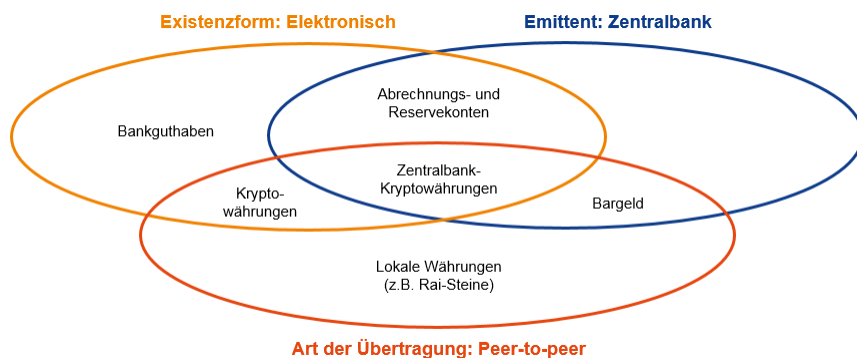 Existenzform: Elektronisch
Emittent: Zentralbank
Abrechnungs- und
Reservekonten
Bankguthaben
Zentralbank-
Kryptowährungen
Krypto-
währungen
Bargeld
Lokale Währungen
(z.B. Rai-Steine)
Art der Übertragung: Peer-to-peer